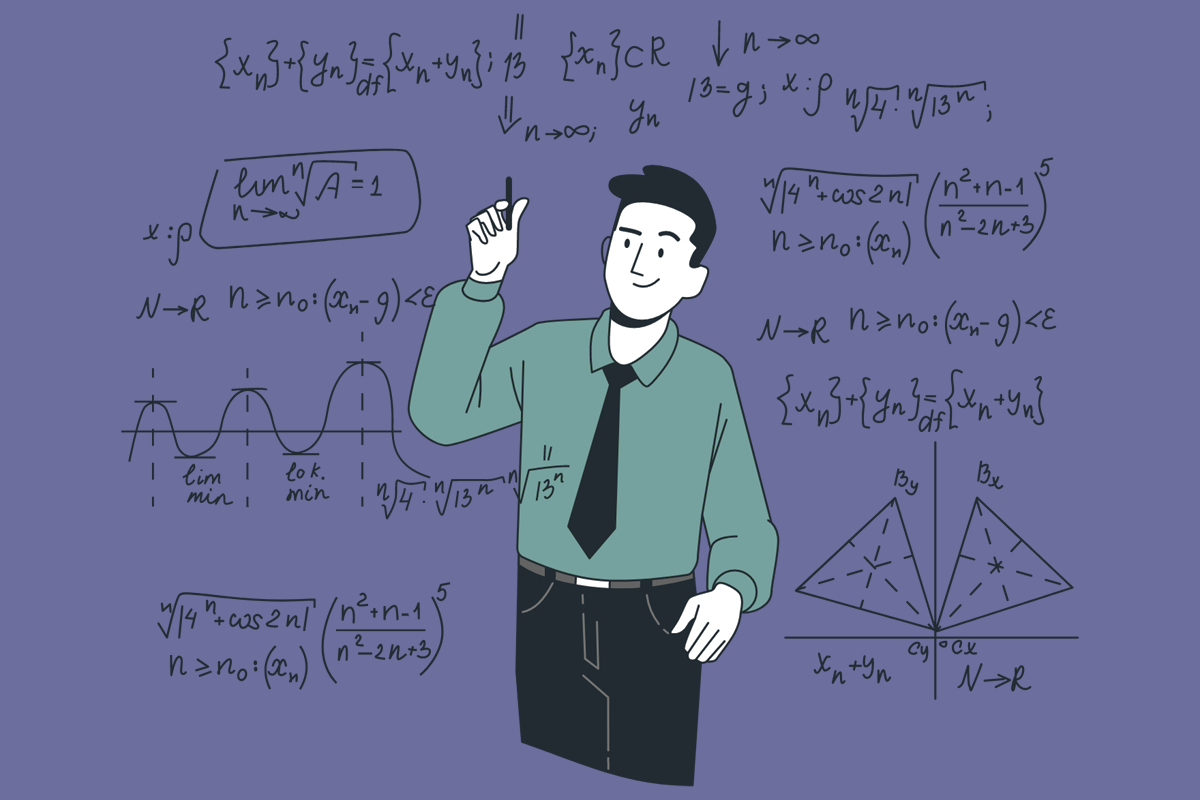 {xₙ}+{yₙ}=df{xₙ+yₙ}; 13
{xₙ}⊂R
↓ n→∞
13=g; x:ρ ⁿ√4 : ⁿ√13ⁿ;
⇓ n→∞;
yₙ
lim n→∞ ⁿ√A = 1
x:ρ
ⁿ√|4ⁿ+cos2n| ((n²+n-1)/(n²-2n+3))⁵
n≥n₀:(xₙ)
N→R n≥n₀:(xₙ-g)<ε
N→R n≥n₀:(xₙ-g)<ε
{xₙ}+{yₙ}=df{xₙ+yₙ}
lim min
lok. min
ⁿ√4 : ⁿ√13ⁿ ⁿ√13ⁿ
By Bx
ⁿ√|4ⁿ+cos2n| ((n²+n-1)/(n²-2n+3))⁵
n≥n₀:(xₙ)
Cy o Cx
xₙ+yₙ N→R